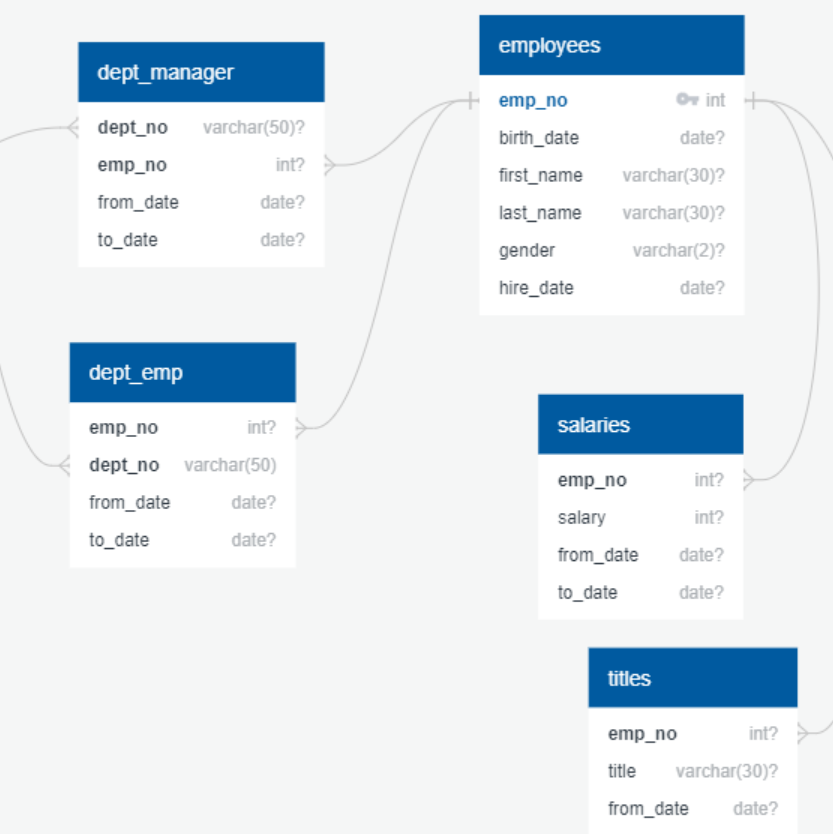 dept_manager
dept_no varchar(50)?
emp_no int?
from_date date?
to_date date?
employees
emp_no int
birth_date date?
first_name varchar(30)?
last_name varchar(30)?
gender varchar(2)?
hire_date date?
dept_emp
emp_no int?
dept_no varchar(50)
from_date date?
to_date date?
salaries
emp_no int?
salary int?
from_date date?
to_date date?
titles
emp_no int?
title varchar(30)?
from_date date?